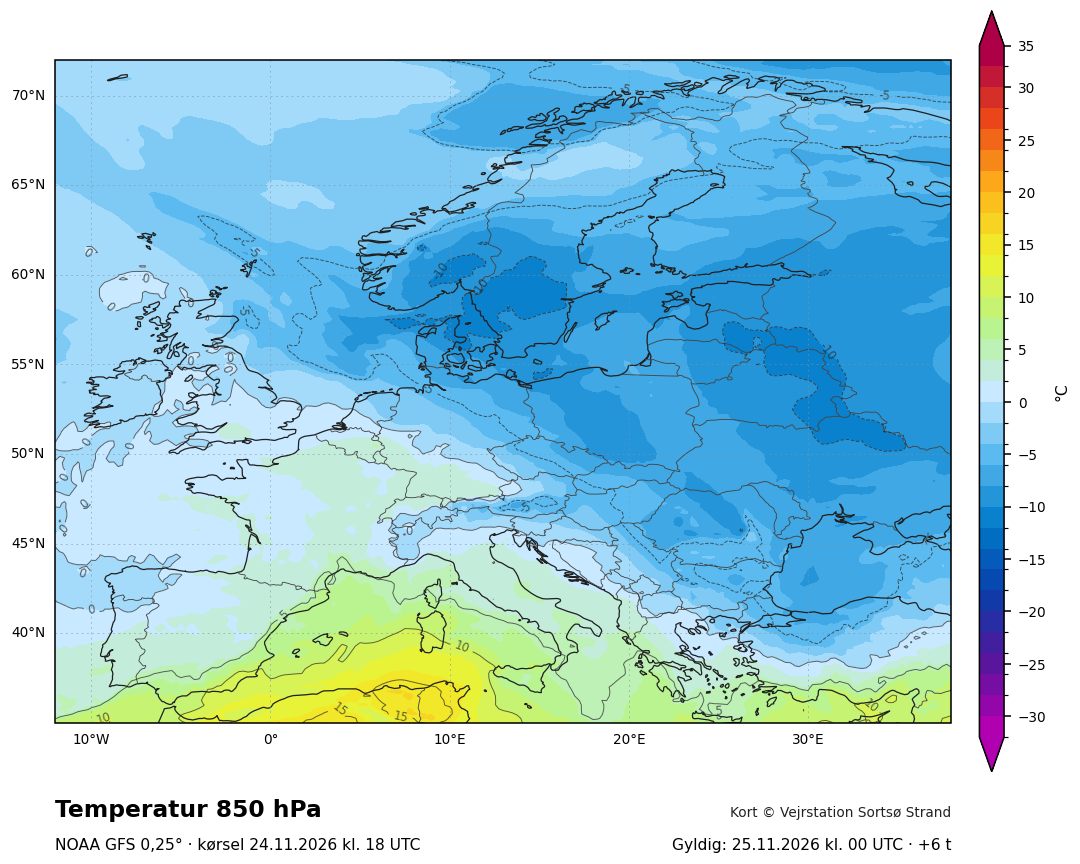 70°N
65°N
60°N
55°N
50°N
45°N
40°N
10°W
0°
10°E
20°E
30°E
35
30
25
20
15
10
5
0
−5
−10
−15
−20
−25
−30
°C
Temperatur 850 hPa
Kort © Vejrstation Sortsø Strand
NOAA GFS 0,25° · kørsel 24.11.2026 kl. 18 UTC
Gyldig: 25.11.2026 kl. 00 UTC · +6 t